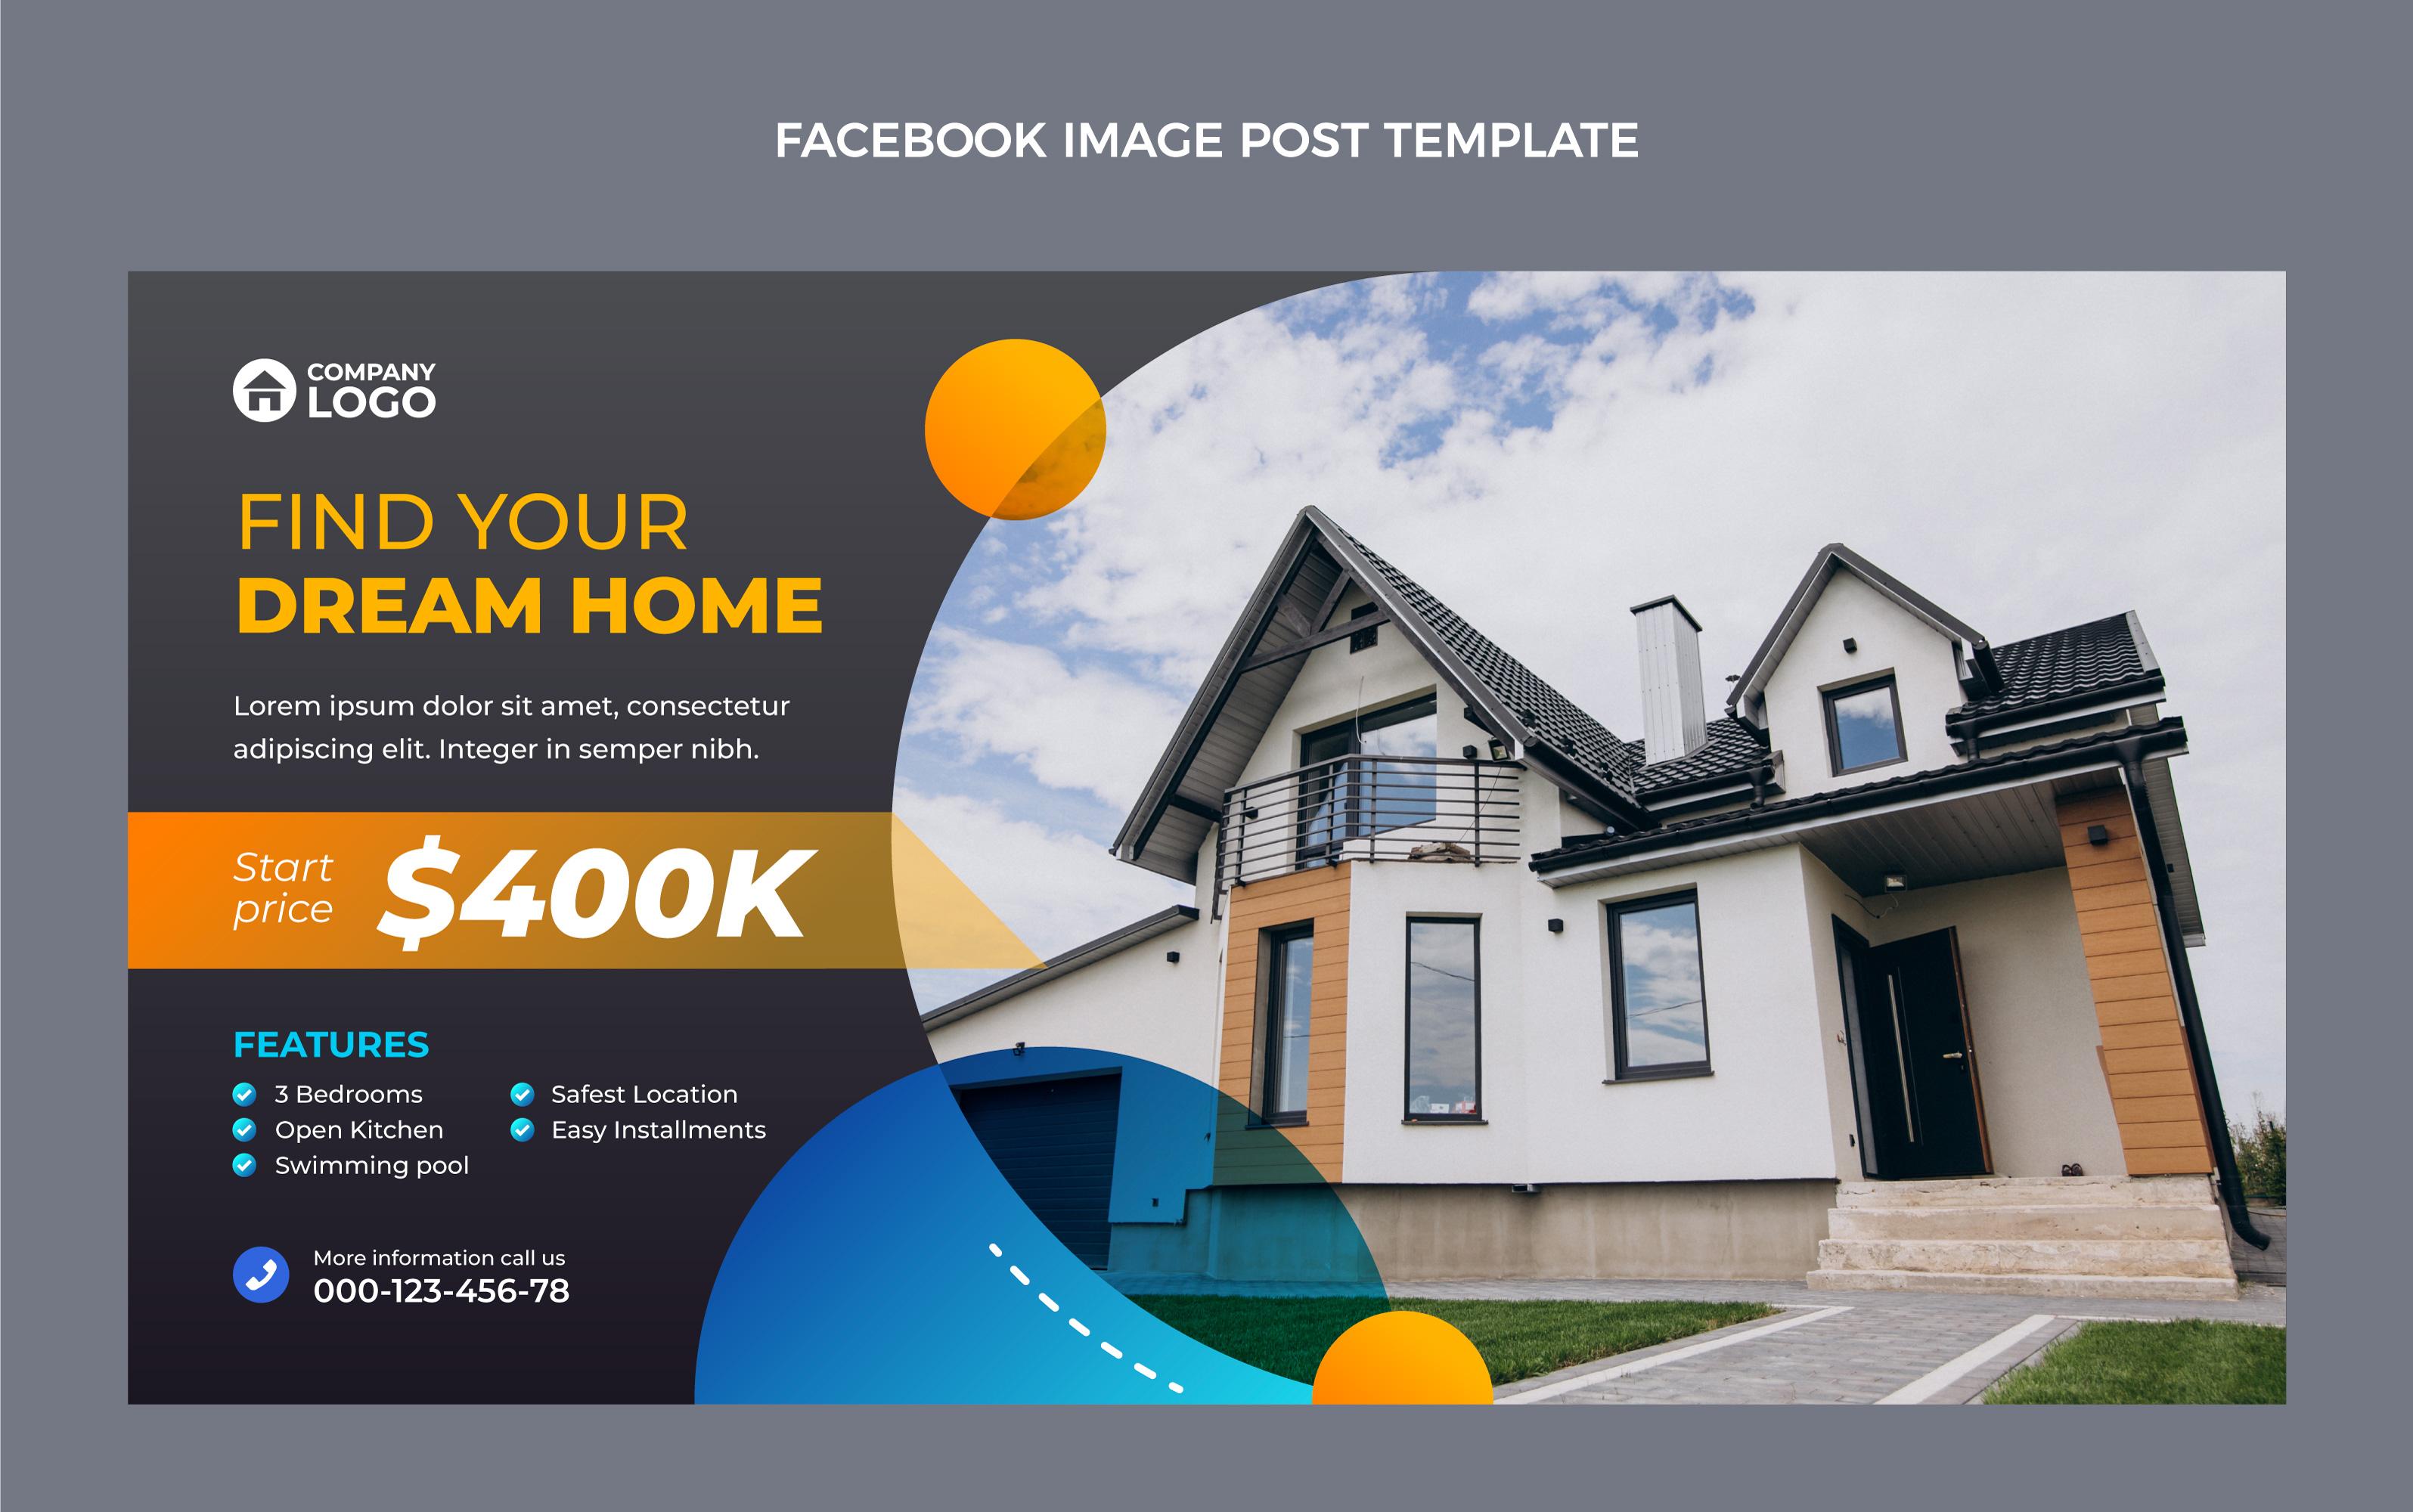 FACEBOOK IMAGE POST TEMPLATE
COMPANY
LOGO
FIND YOUR
DREAM HOME
Lorem ipsum dolor sit amet, consectetur
adipiscing elit. Integer in semper nibh.
Start
price
$400K
FEATURES
3 Bedrooms
Open Kitchen
Swimming pool
Safest Location
Easy Installments
More information call us
000-123-456-78